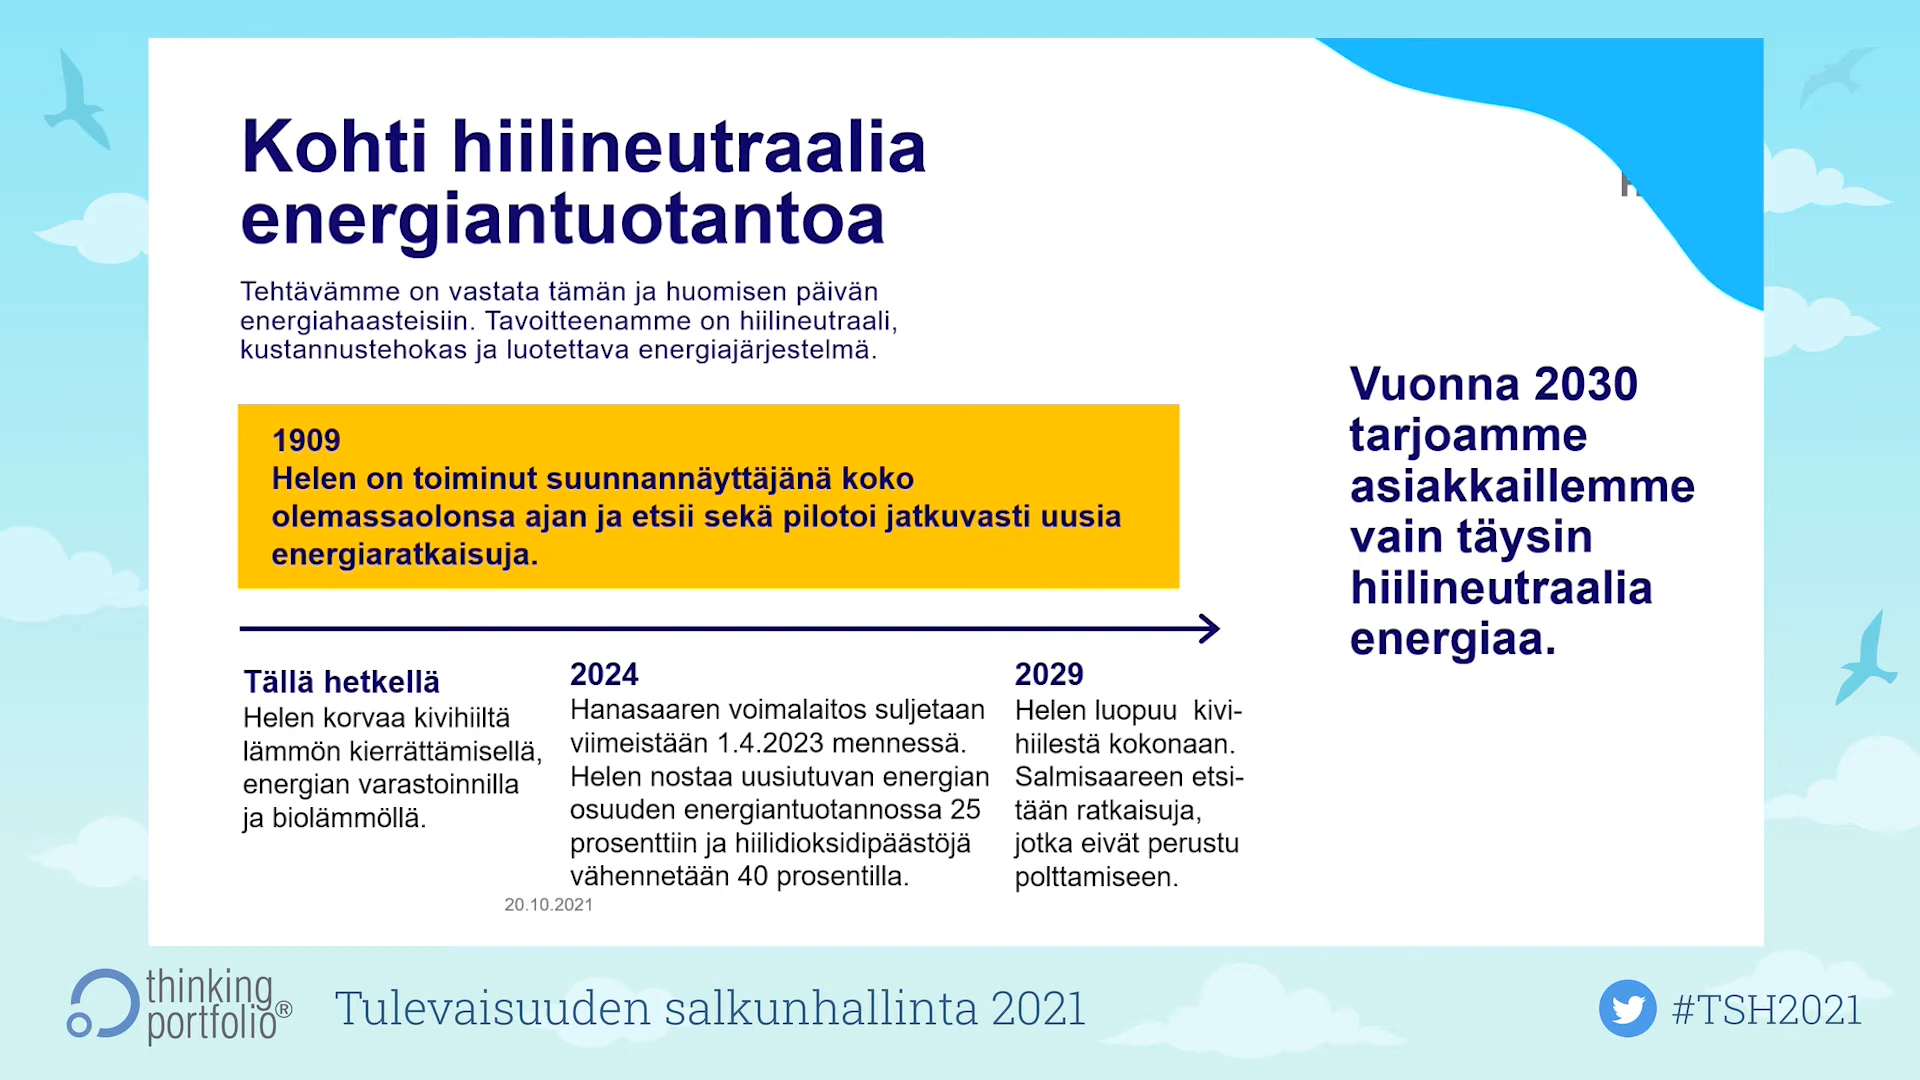 Kohti hiilineutraalia
energiantuotantoa
Tehtävämme on vastata tämän ja huomisen päivän
energiahaasteisiin. Tavoitteenamme on hiilineutraali,
kustannustehokas ja luotettava energiajärjestelmä.
1909
Helen on toiminut suunnannäyttäjänä koko
olemassaolonsa ajan ja etsii sekä pilotoi jatkuvasti uusia
energiaratkaisuja.
Tällä hetkellä
Helen korvaa kivihiiltä
lämmön kierrättämisellä,
energian varastoinnilla
ja biolämmöllä.
2024
Hanasaaren voimalaitos suljetaan
viimeistään 1.4.2023 mennessä.
Helen nostaa uusiutuvan energian
osuuden energiantuotannossa 25
prosenttiin ja hiilidioksidipäästöjä
vähennetään 40 prosentilla.
2029
Helen luopuu kivi-
hiilestä kokonaan.
Salmisaareen etsi-
tään ratkaisuja,
jotka eivät perustu
polttamiseen.
Vuonna 2030
tarjoamme
asiakkaillemme
vain täysin
hiilineutraalia
energiaa.
20.10.2021
thinking
portfolio®
Tulevaisuuden salkunhallinta 2021
#TSH2021